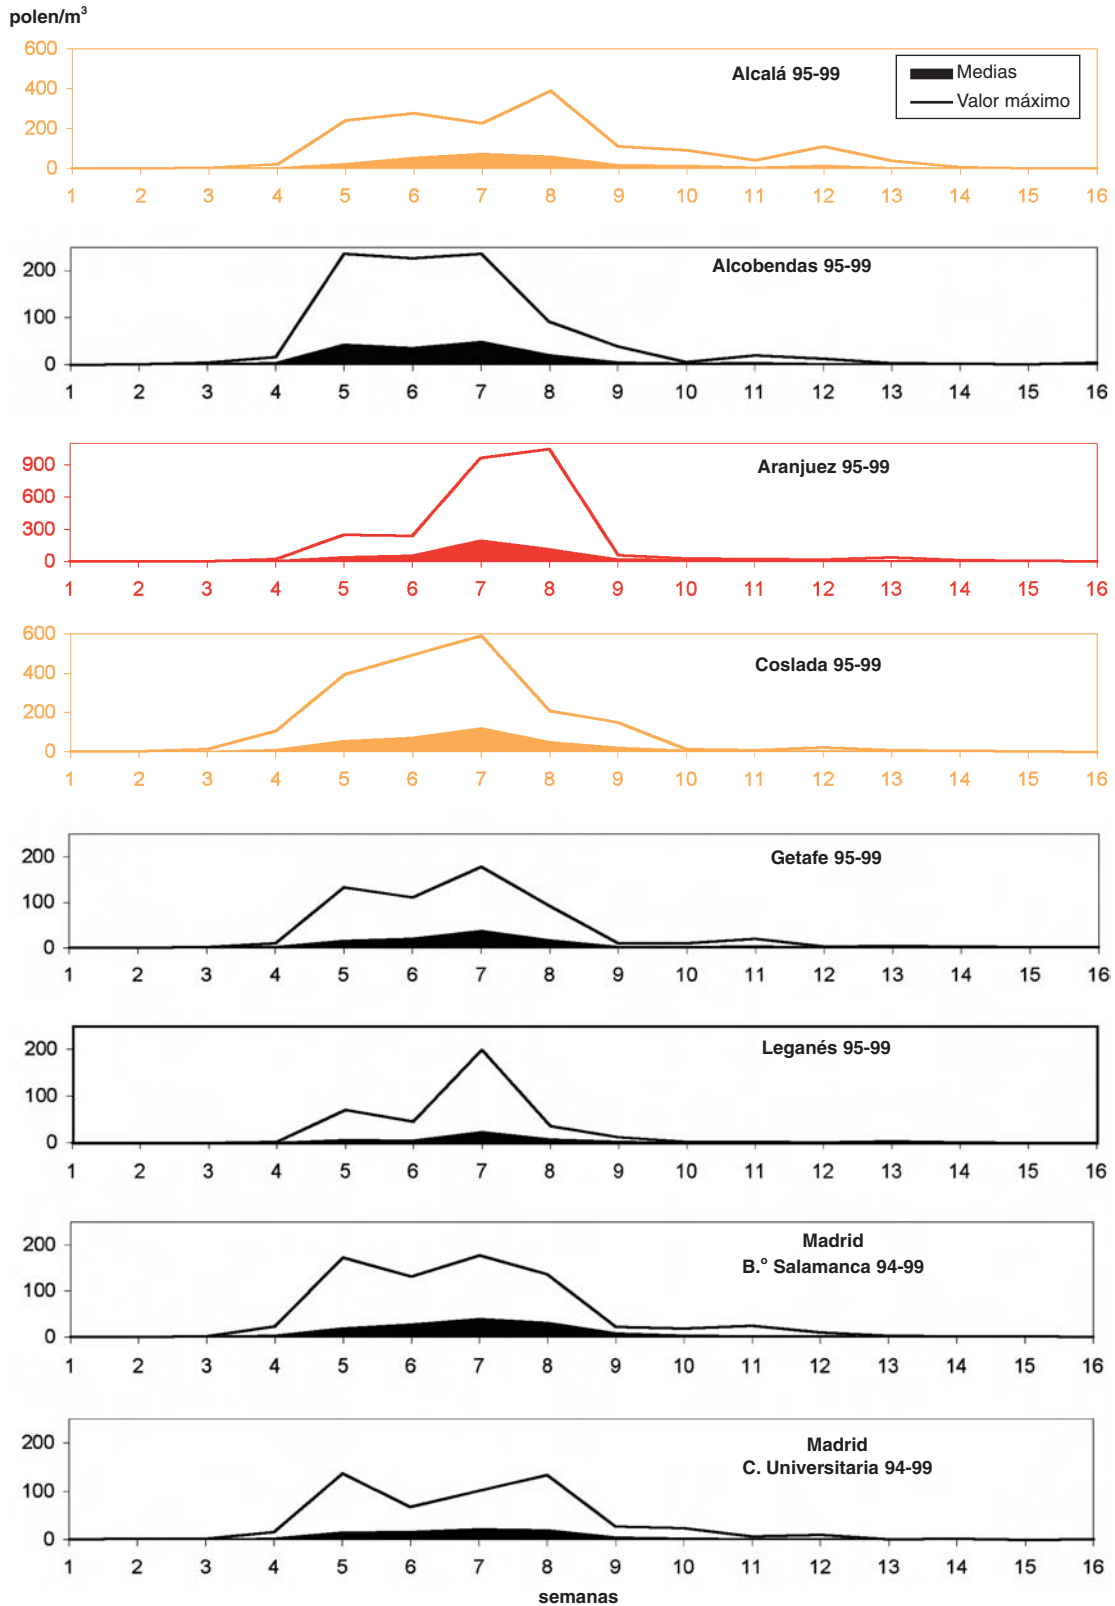 polen/m³
600
Alcalá 95-99
Medias
400
Valor máximo
200
0
1 2 3 4 5 6 7 8 9 10 11 12 13 14 15 16
Alcobendas 95-99
200
100
0
1 2 3 4 5 6 7 8 9 10 11 12 13 14 15 16
Aranjuez 95-99
900
600
300
0
1 2 3 4 5 6 7 8 9 10 11 12 13 14 15 16
600
Coslada 95-99
400
200
0
1 2 3 4 5 6 7 8 9 10 11 12 13 14 15 16
Getafe 95-99
200
100
0
1 2 3 4 5 6 7 8 9 10 11 12 13 14 15 16
Leganés 95-99
200
100
0
1 2 3 4 5 6 7 8 9 10 11 12 13 14 15 16
Madrid
B.º Salamanca 94-99
200
100
0
1 2 3 4 5 6 7 8 9 10 11 12 13 14 15 16
Madrid
C. Universitaria 94-99
200
100
0
1 2 3 4 5 6 7 8 9 10 11 12 13 14 15 16
semanas